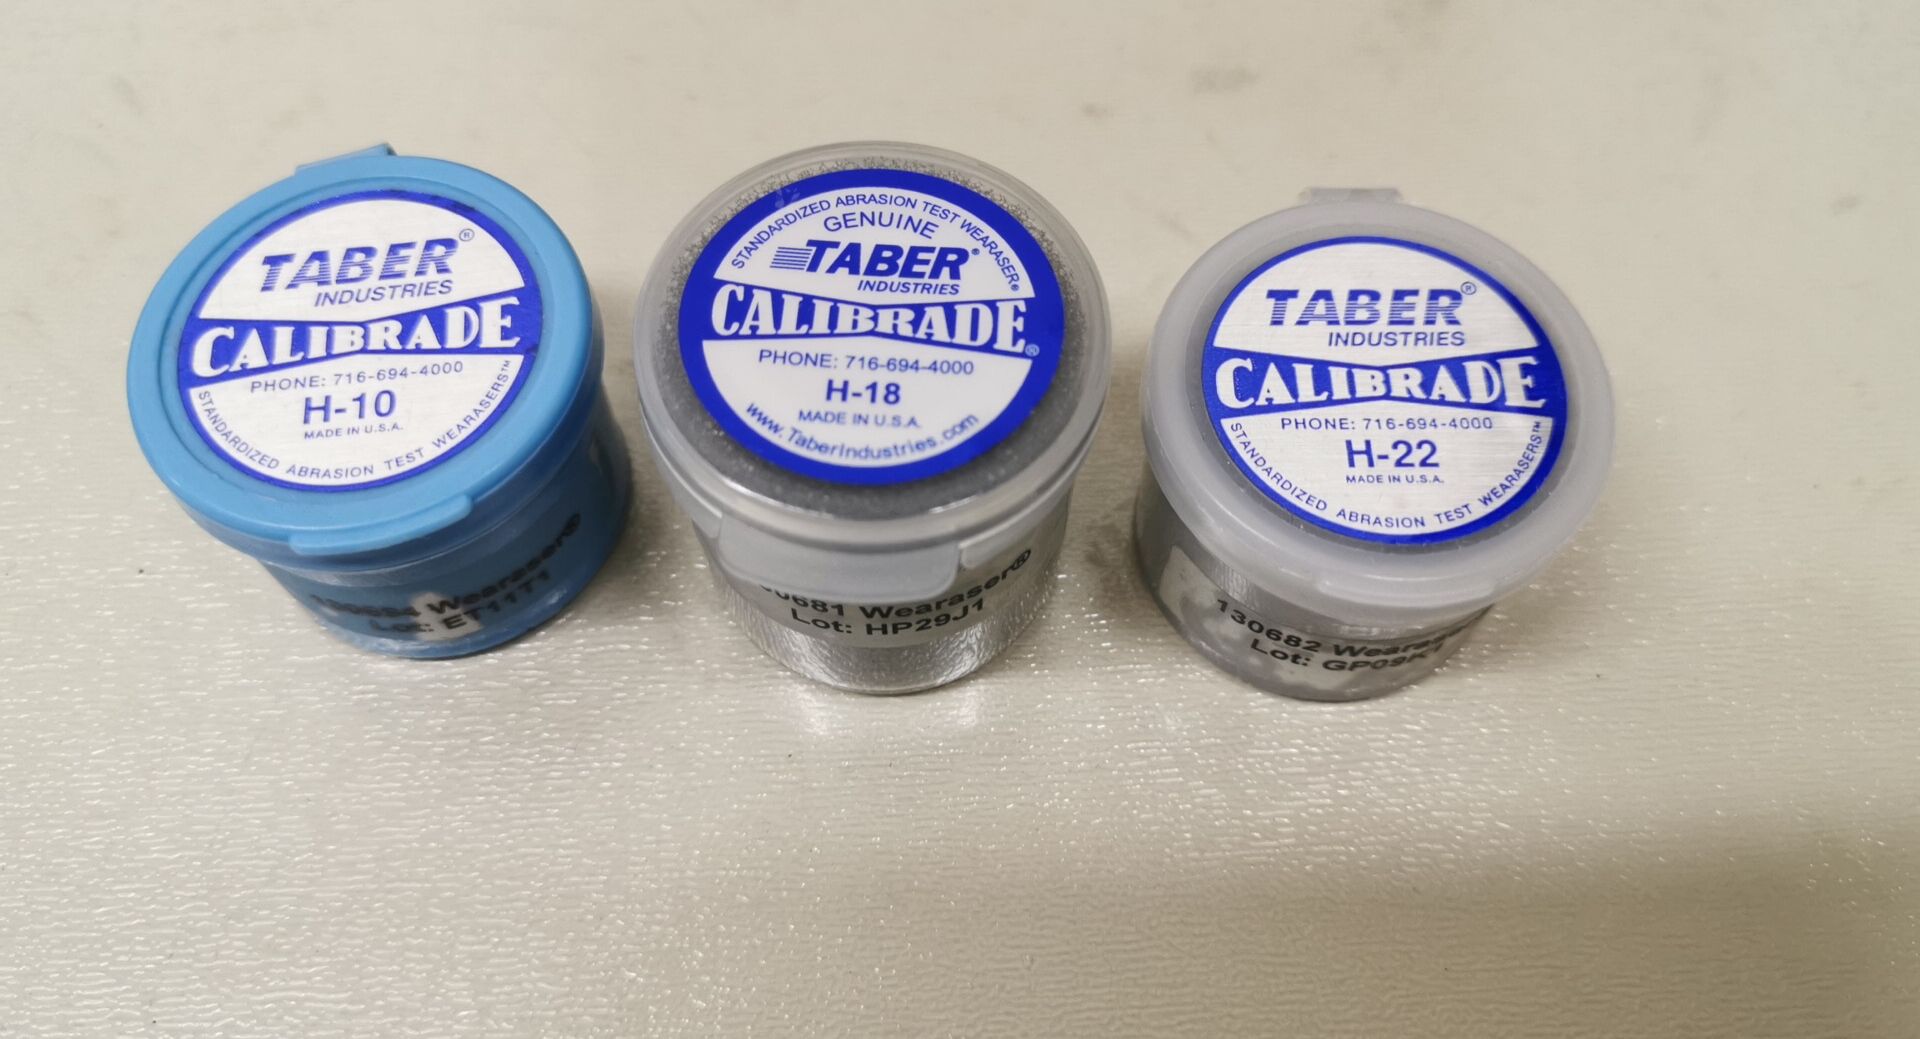 TABER®
INDUSTRIES
CALIBRADE
PHONE: 716-694-4000
H-10
MADE IN U.S.A.
STANDARDIZED ABRASION TEST WEARASERS™
Wearaser®
Lot: ET11T1
STANDARDIZED ABRASION TEST WEARASER®
GENUINE
TABER®
INDUSTRIES
CALIBRADE®
PHONE: 716-694-4000
H-18
MADE IN U.S.A.
www.TaberIndustries.com
Wearaser®
Lot: HP29J1
TABER®
INDUSTRIES
CALIBRADE
PHONE: 716-694-4000
H-22
MADE IN U.S.A.
STANDARDIZED ABRASION TEST WEARASERS™
130682
Lot: